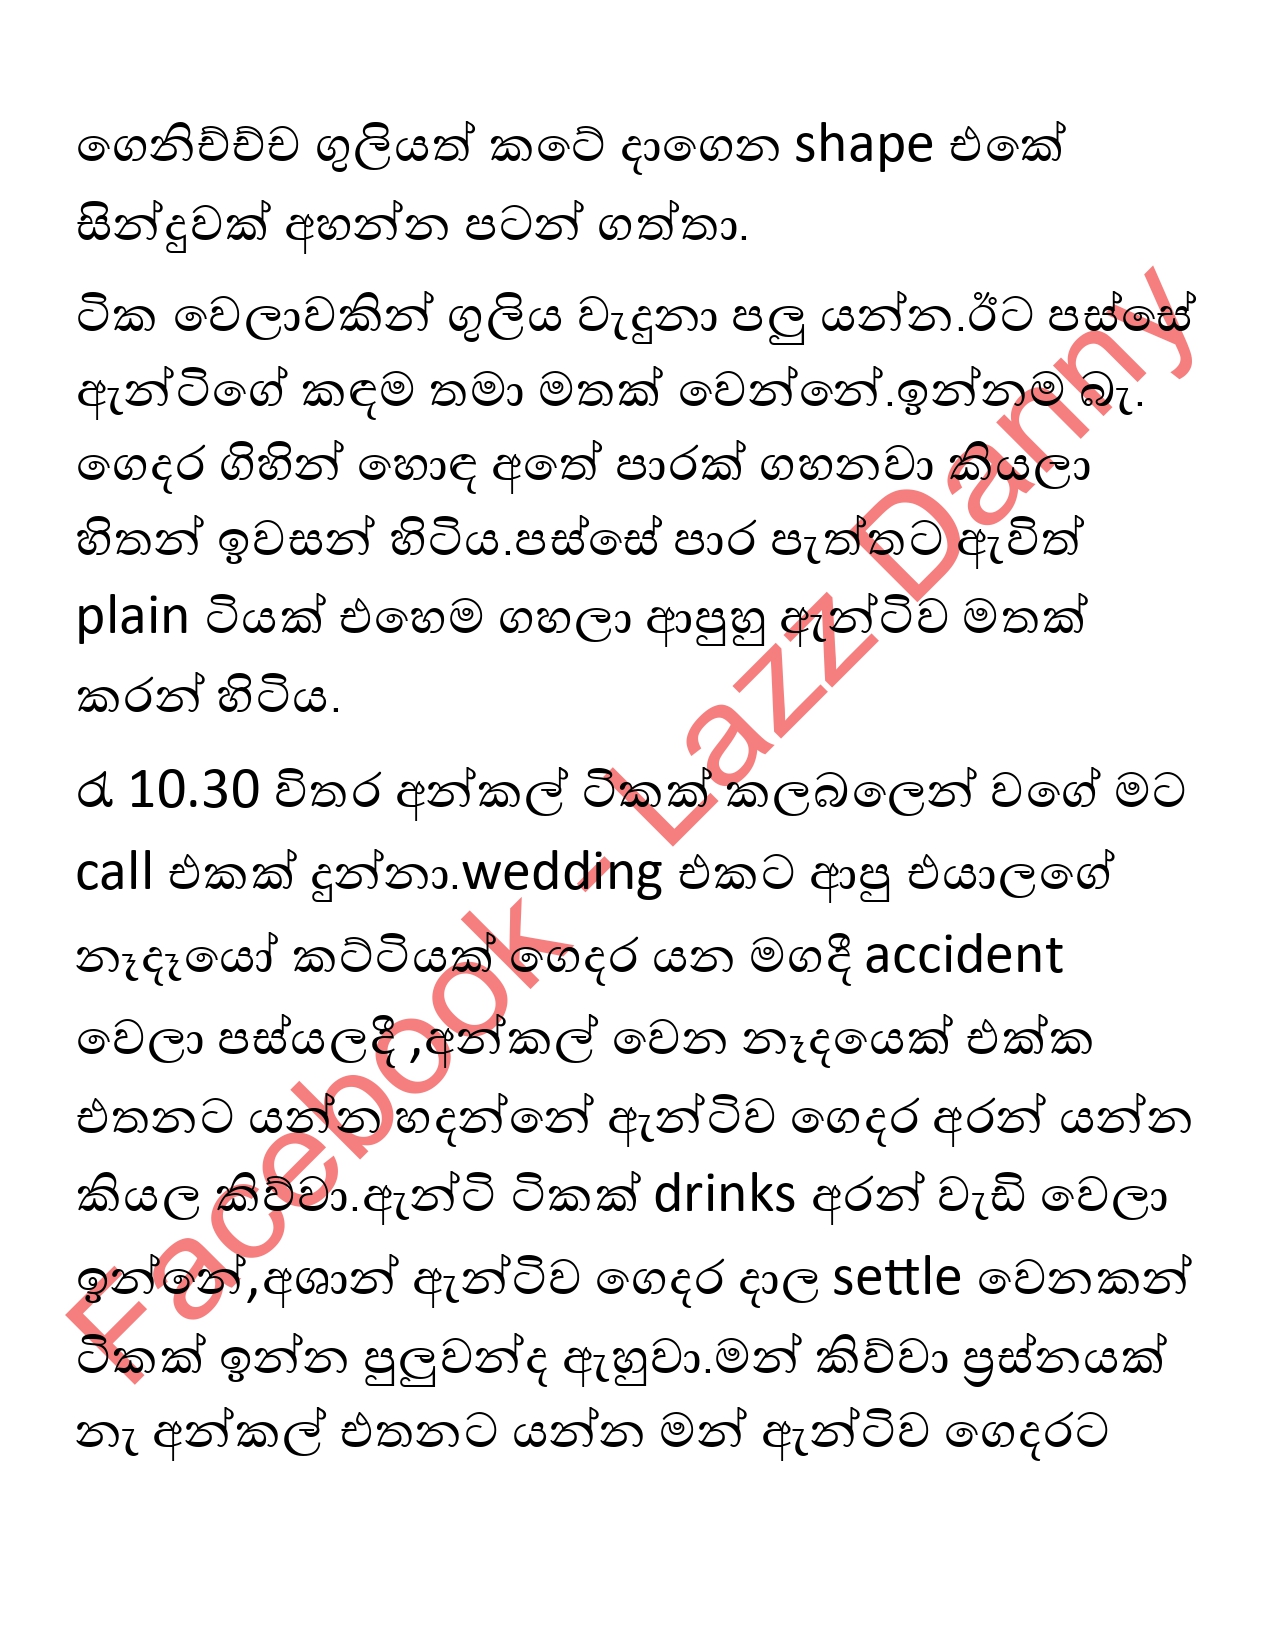 ගෙනිච්ච්ච ගුලියත් කටේ දාගෙන shape එකේ
සින්දුවක් අහන්න පටන් ගත්තා.
ටික වෙලාවකින් ගුලිය වැදුනා පලු යන්න.ඊට පස්සේ
ඇන්ටිගේ කඳම තමා මතක් වෙන්නේ.ඉන්නම බැ.
ගෙදර ගිහින් හොඳ අතේ පාරක් ගහනවා කියලා
හිතන් ඉවසන් හිටිය.පස්සේ පාර පැත්තට ඇවිත්
plain ටියක් එහෙම ගහලා ආපුහු ඇන්ටිව මතක්
කරන් හිටිය.
රෑ 10.30 විතර අන්කල් ටිකක් කලබලෙන් වගේ මට
call එකක් දුන්නා.wedding එකට ආපු එයාලගේ
නෑදෑයෝ කට්ටියක් ගෙදර යන මගදී accident
වෙලා පස්යලදී ,අන්කල් වෙන නෑදයෙක් එක්ක
එතනට යන්න හදන්නේ ඇන්ටිව ගෙදර අරන් යන්න
කියල කිව්වා.ඇන්ටි ටිකක් drinks අරන් වැඩි වෙලා
ඉන්නේ,අශාන් ඇන්ටිව ගෙදර දාල settle වෙනකන්
ටිකක් ඉන්න පුලුවන්ද ඇහුවා.මන් කිව්වා ප්‍රස්නයක්
නැ අන්කල් එතනට යන්න මන් ඇන්ටිව ගෙදරට
Facebook - Lazz Danny